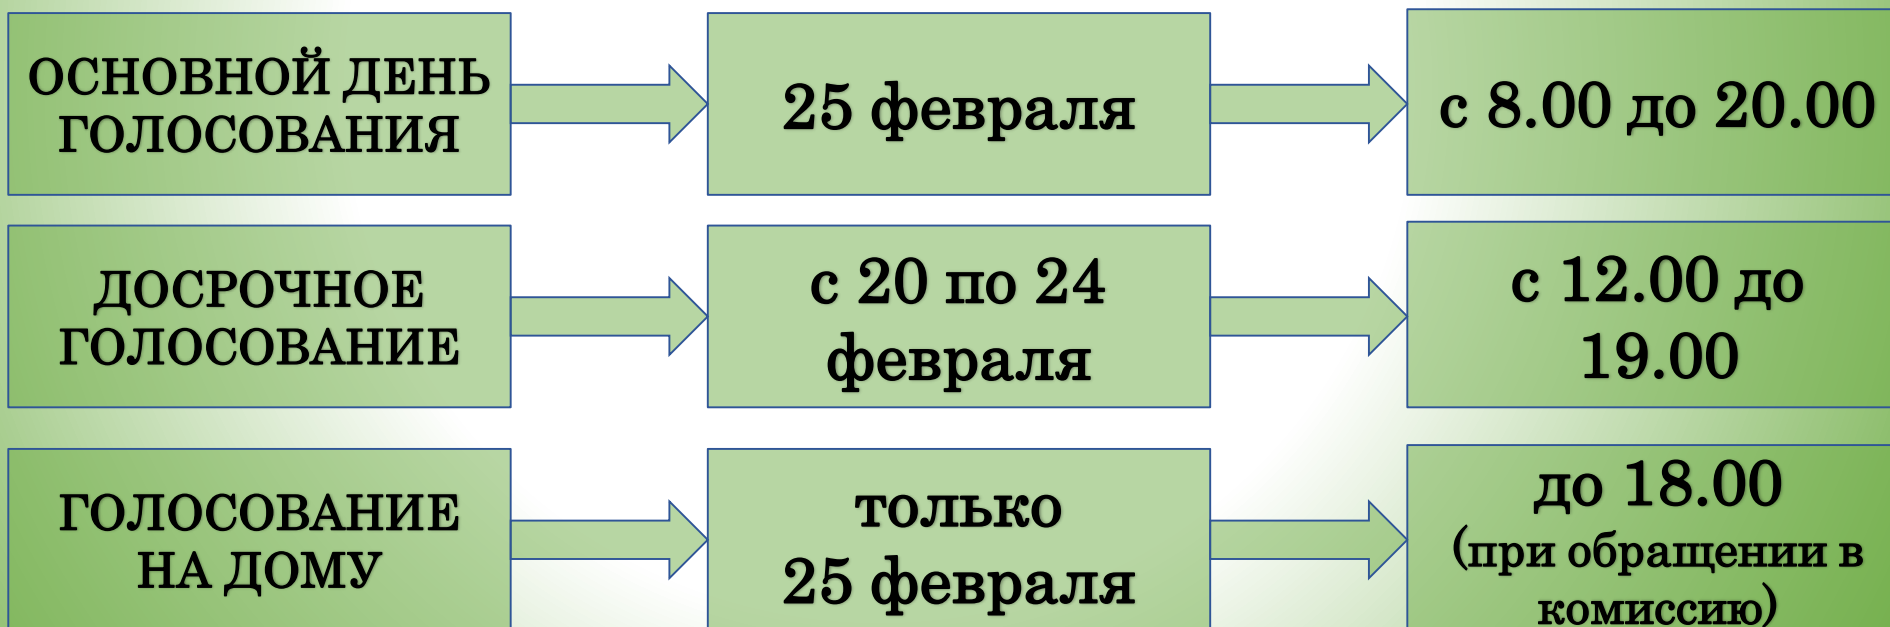 ОСНОВНОЙ ДЕНЬ
ГОЛОСОВАНИЯ
25 февраля
с 8.00 до 20.00
ДОСРОЧНОЕ
ГОЛОСОВАНИЕ
с 20 по 24
февраля
с 12.00 до
19.00
ГОЛОСОВАНИЕ
НА ДОМУ
только
25 февраля
до 18.00
(при обращении в
комиссию)